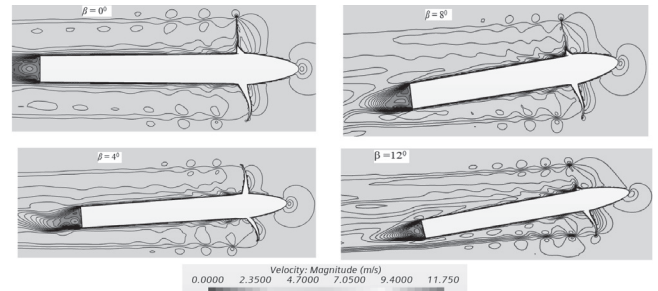 β = 0⁰
β = 8⁰
β = 4⁰
β =12⁰
Velocity: Magnitude (m/s)
0.0000 2.3500 4.7000 7.0500 9.4000 11.750